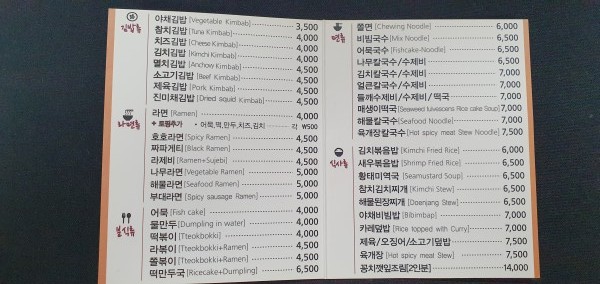 김밥류
야채김밥 [Vegetable Kimbab] 3,500
참치김밥 [Tuna Kimbab] 4,000
치즈김밥 [Cheese Kimbab] 4,000
김치김밥 [Kimchi Kimbab] 4,000
멸치김밥 [Anchovy Kimbab] 4,000
소고기김밥 [Beef Kimbab] 4,500
제육김밥 [Pork Kimbab] 4,500
진미채김밥 [Dried squid Kimbab] 4,500
라면류
라면 [Ramen] 4,000
+ 토핑추가 - 어묵,떡,만두,치즈,김치 각 ₩500
호호라면 [Spicy Ramen] 4,500
짜파게티 [Black Ramen] 4,500
라제비 [Ramen+Sujebi] 4,500
나무라면 [Vegetable Ramen] 5,000
해물라면 [Seafood Ramen] 5,000
부대라면 [Spicy sausage Ramen] 5,000
분식류
어묵 [Fish cake] 4,000
물만두 [Dumpling in water] 4,000
떡볶이 [Tteokbokki] 4,000
라볶이 [Tteokbokki+Ramen] 4,500
쫄볶이 [Tteokbokki+Ramen] 4,500
떡만두국 [Ricecake+Dumpling] 6,500
면류
쫄면 [Chewing Noodle] 6,000
비빔국수 [Mix Noodle] 6,500
어묵국수 [Fishcake-Noodle] 6,500
나무칼국수/수제비 6,500
김치칼국수/수제비 7,000
얼큰칼국수/수제비 7,000
들깨수제비/수제비/떡국 7,000
매생이떡국 [Seaweed fulvescens Rice cake Soup] 7,000
해물칼국수 [Seafood Noodle] 7,000
육개장칼국수 [Hot spicy meat Stew Noodle] 7,500
식사류
김치볶음밥 [Kimchi Fried Rice] 6,000
새우볶음밥 [Shrimp Fried Rice] 6,500
황태미역국 [Seamustard Soup] 6,500
참치김치찌개 [Kimchi Stew] 6,500
해물된장찌개 [Doenjang Stew] 6,500
야채비빔밥 [Bibimbap] 7,000
카레덮밥 [Rice topped with Curry] 7,000
제육/오징어/소고기덮밥 7,500
육개장 [Hot spicy meat Stew] 7,500
꽁치깻잎조림[2인분] 14,000